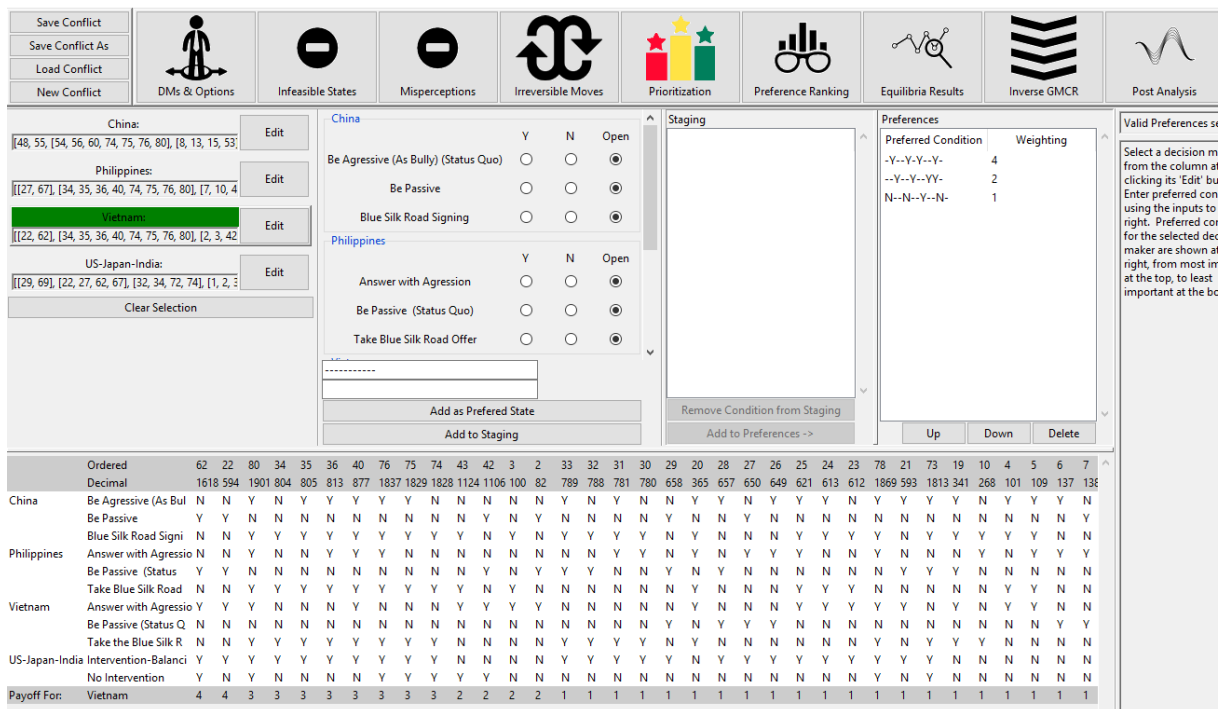 Save Conflict
Save Conflict As
Load Conflict
New Conflict
DMs & Options
Infeasible States
Misperceptions
Irreversible Moves
Prioritization
Preference Ranking
Equilibria Results
Inverse GMCR
Post Analysis
China:
[48, 55, [54, 56, 60, 74, 75, 76, 80], [8, 13, 15, 53]
Edit
Philippines:
[[27, 67], [34, 35, 36, 40, 74, 75, 76, 80], [7, 10, 4
Edit
Vietnam:
[[22, 62], [34, 35, 36, 40, 74, 75, 76, 80], [2, 3, 42
Edit
US-Japan-India:
[[29, 69], [22, 27, 62, 67], [32, 34, 72, 74], [1, 2, 3
Edit
Clear Selection
China
Y N Open
Be Agressive (As Bully) (Status Quo)
Be Passive
Blue Silk Road Signing
Philippines
Y N Open
Answer with Agression
Be Passive (Status Quo)
Take Blue Silk Road Offer
-----------
Add as Prefered State
Add to Staging
Staging
Remove Condition from Staging
Add to Preferences ->
Preferences
Preferred Condition Weighting
-Y--Y-Y--Y- 4
--Y--Y--YY- 2
N--N--Y--N- 1
Up Down Delete
Valid Preferences se
Select a decision m
from the column at
clicking its 'Edit' bu
Enter preferred con
using the inputs to
right. Preferred cor
for the selected dec
maker are shown at
right, from most im
at the top, to least
important at the bo
Ordered 62 22 80 34 35 36 40 76 75 74 43 42 3 2 33 32 31 30 29 20 28 27 26 25 24 23 78 21 73 19 10 4 5 6 7
Decimal 1618 594 1901 804 805 813 877 1837 1829 1828 1124 1106 100 82 789 788 781 780 658 365 657 650 649 621 613 612 1869 593 1813 341 268 101 109 137 138
China Be Agressive (As Bul N N Y N Y Y Y Y Y N N N N N Y N Y N N Y Y N Y Y Y N Y Y Y Y N Y Y Y N
Be Passive Y Y N N N N N N N N N Y N Y N N N N Y N N Y N N N N N N N N N N N N Y
Blue Silk Road Signi N N Y Y Y Y Y Y Y Y Y N Y N Y Y Y Y N Y N N N Y Y Y Y N Y Y Y Y Y N N
Philippines Answer with Agressio N N Y N N Y Y Y N N N N N N N N Y Y N Y N Y Y Y N N Y N N N Y N Y Y Y
Be Passive (Status Y Y N N N N N N N N N Y N Y Y Y N N Y N Y N N N N N N Y Y Y N N N N N
Take Blue Silk Road N N Y Y Y Y Y Y Y Y Y N Y N N N N N N Y N N N Y Y Y N N N N N Y Y N N
Vietnam Answer with Agressio Y Y Y N N N Y N N N Y Y Y Y N N N N N Y N N N Y Y Y Y Y N Y N Y Y N N
Be Passive (Status Q N N N N N N N N N N N N N N N N N N Y N Y Y Y N N N N N N N N N N Y Y
Take the Blue Silk R N N Y Y Y Y Y Y Y Y N N N N Y Y Y Y N Y N N N N N N Y N Y Y Y N N N N
US-Japan-India Intervention-Balanci Y Y Y Y Y Y Y Y Y Y N N N N Y Y Y Y Y N Y Y Y Y Y Y Y Y Y N N N N N N
No Intervention Y N Y N N N N Y Y Y Y Y N N N N N N N N N N N N N N Y N Y N N N N N N
Payoff For: Vietnam 4 4 3 3 3 3 3 3 3 3 2 2 2 2 1 1 1 1 1 1 1 1 1 1 1 1 1 1 1 1 1 1 1 1 1